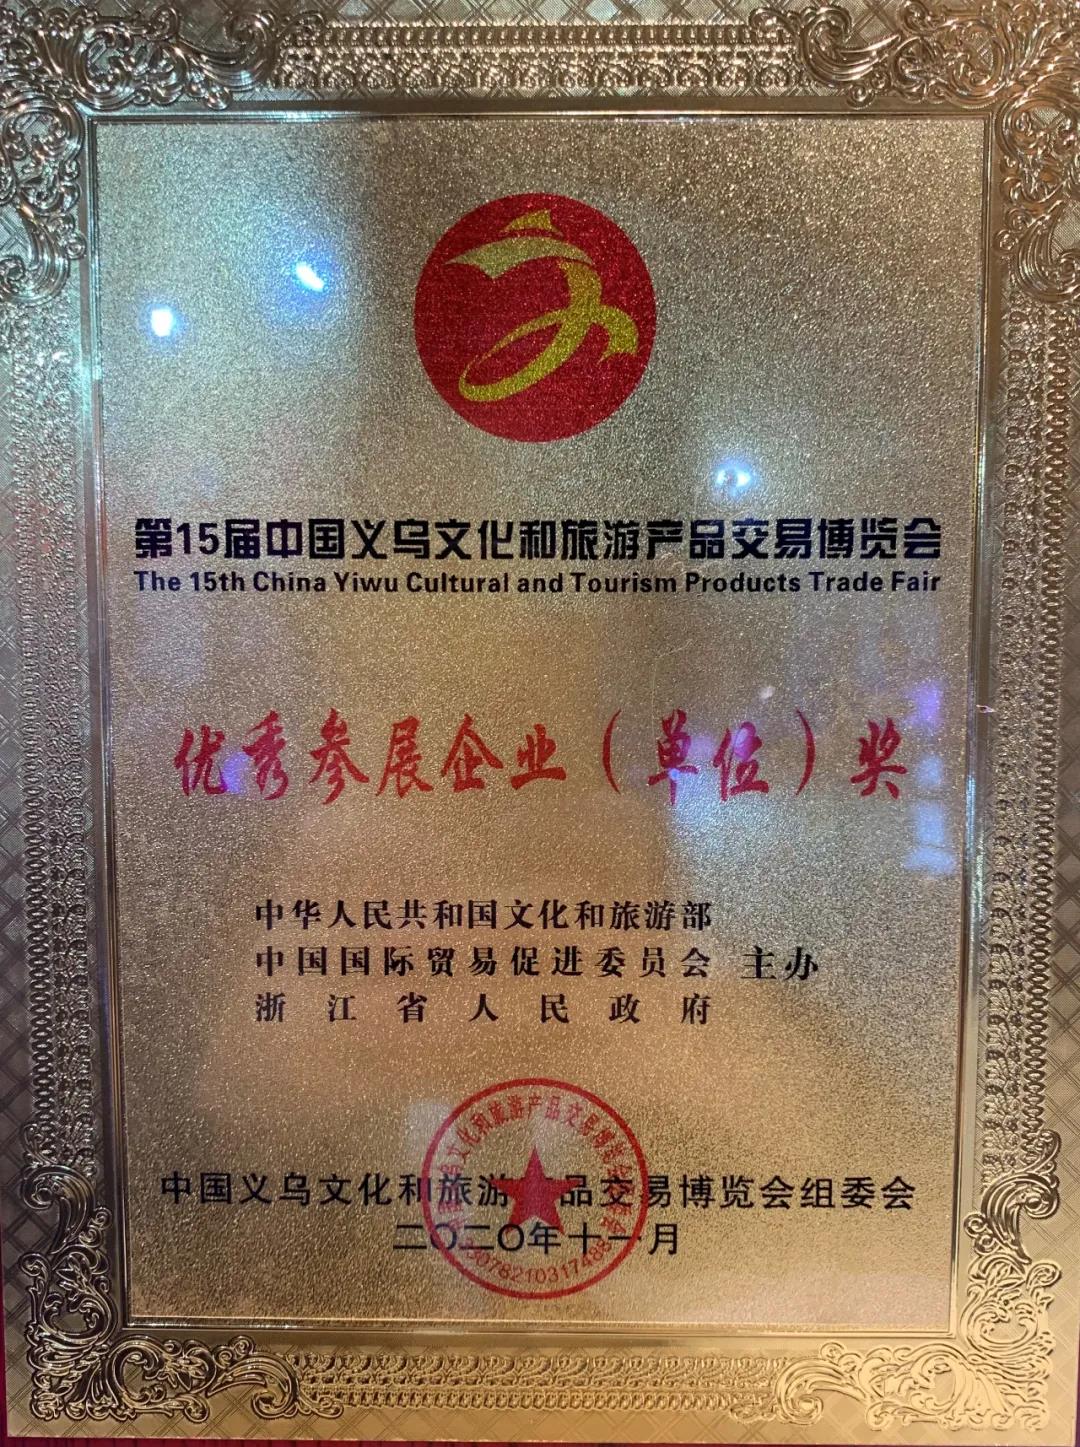 第15届中国义乌文化和旅游产品交易博览会
The 15th China Yiwu Cultural and Tourism Products Trade Fair
优秀参展企业（单位）奖
中华人民共和国文化和旅游部
中国国际贸易促进委员会 主办
浙江省人民政府
中国义乌文化和旅游产品交易博览会组委会
二〇二〇年十一月